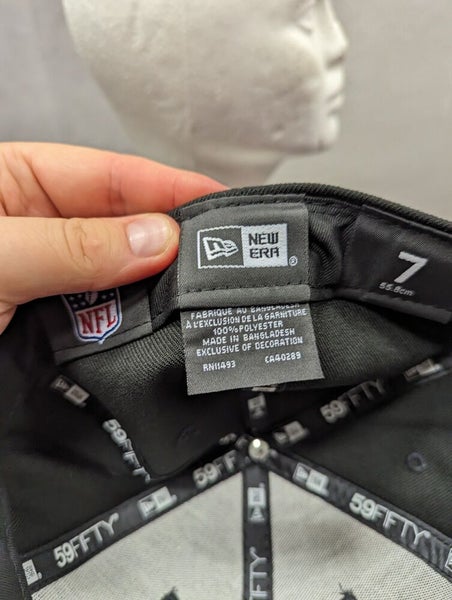 NEW
ERA
®
7
55.8cm
NFL
FABRIQUÉ AU BANGLADESH
À L'EXCLUSION DE LA GARNITURE
100% POLYESTER
MADE IN BANGLADESH
EXCLUSIVE OF DECORATION
RN11493 CA40289
59FIFTY
59FIFTY
59FIFTY
59FIFTY